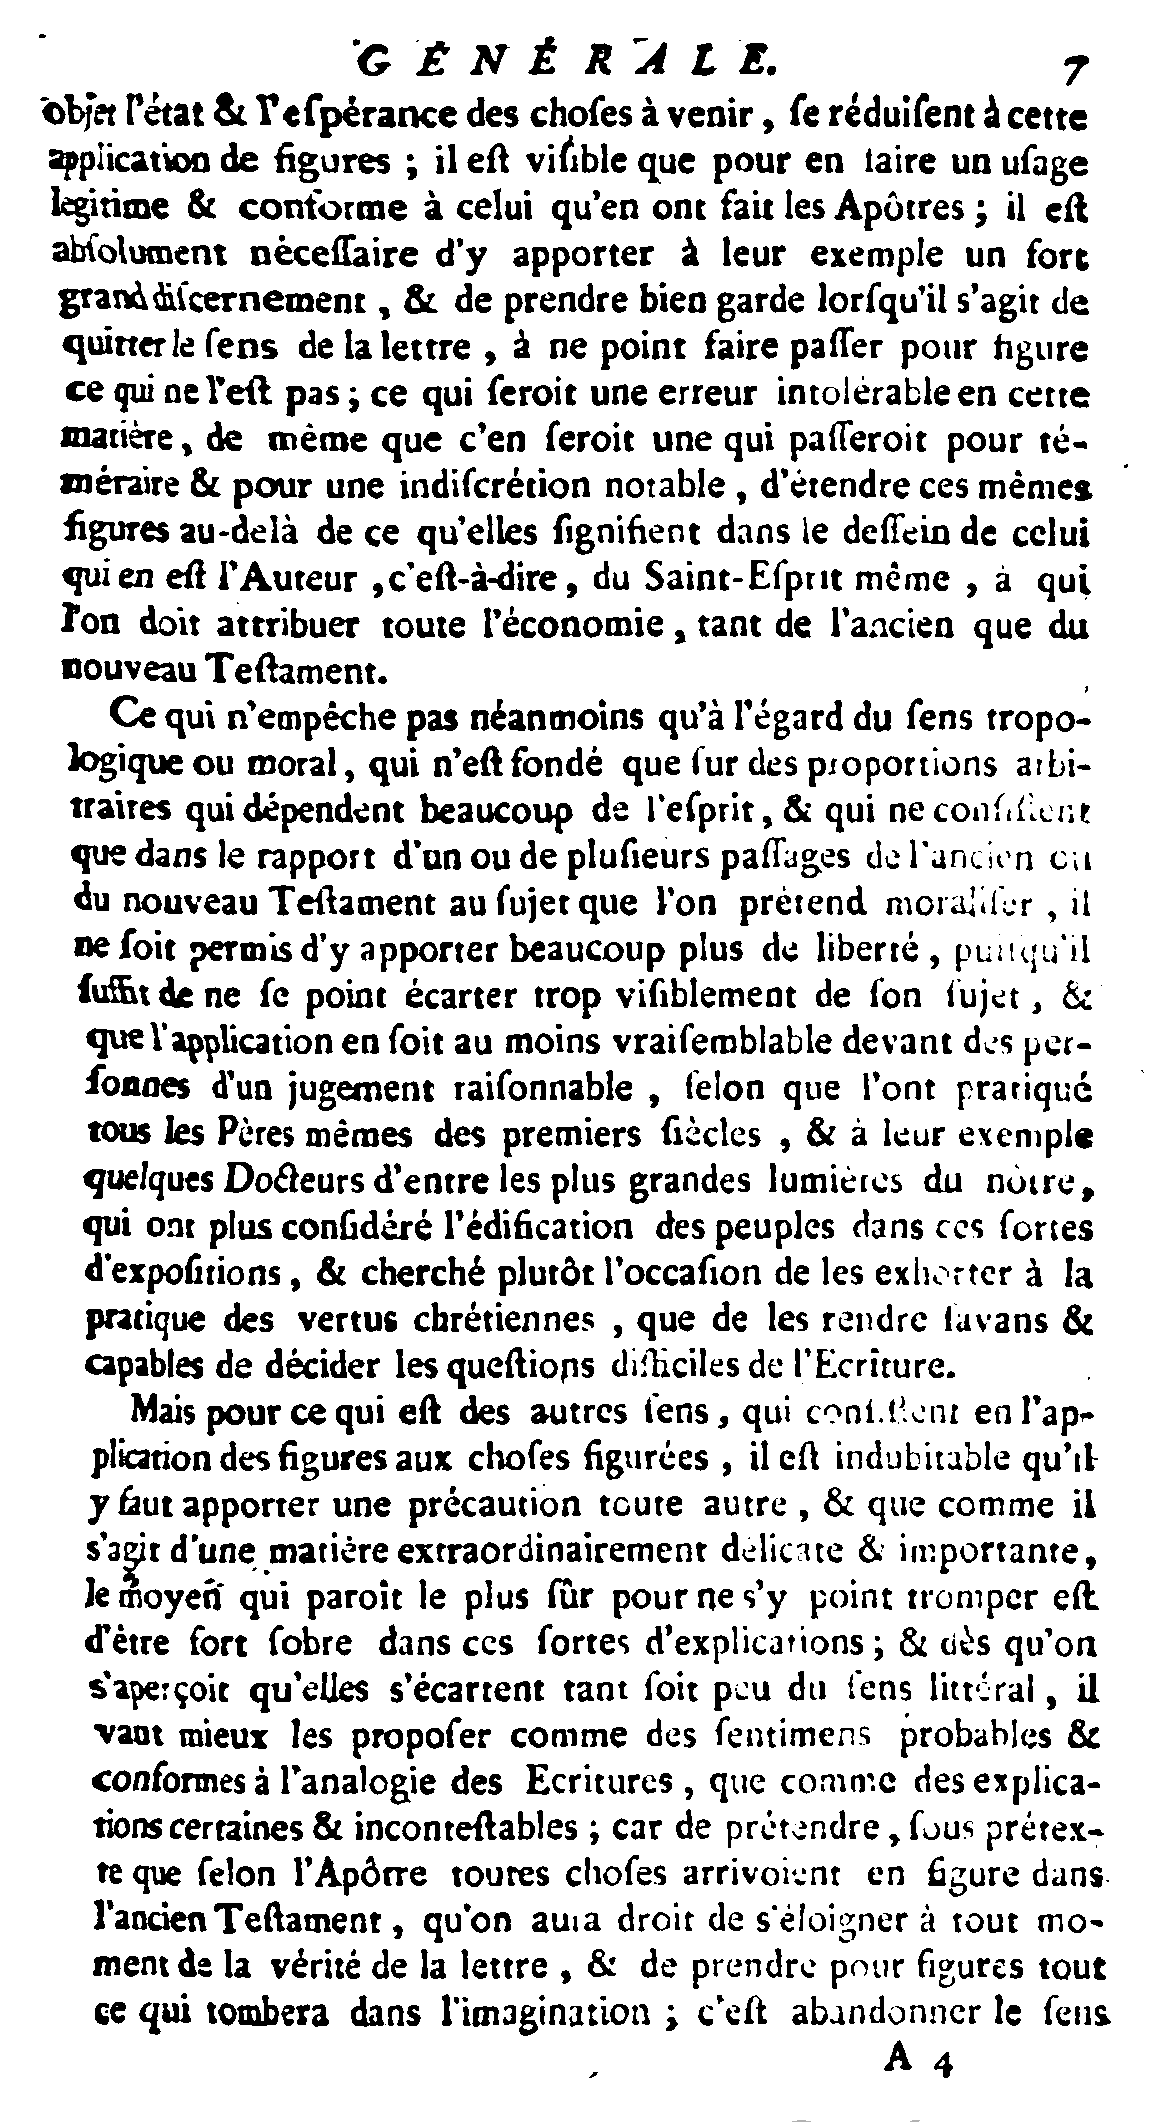 GÉNÉRALE. 7
objet l'état & l'eſpérance des choſes à venir, ſe réduiſent à cette
application de figures ; il eſt viſible que pour en faire un uſage
legitime & conforme à celui qu'en ont fait les Apôtres ; il eſt
abſolument néceſſaire d'y apporter à leur exemple un fort
grand diſcernement, & de prendre bien garde lorſqu'il s'agit de
quitter le ſens de la lettre, à ne point faire paſſer pour figure
ce qui ne l'eſt pas ; ce qui ſeroit une erreur intolérable en cette
matière, de même que c'en ſeroit une qui paſſeroit pour té-
méraire & pour une indiſcrétion notable, d'étendre ces mêmes
figures au-delà de ce qu'elles ſignifient dans le deſſein de celui
qui en eſt l'Auteur, c'eſt-à-dire, du Saint-Eſprit même, à qui
l'on doit attribuer toute l'économie, tant de l'ancien que du
nouveau Teſtament.
Ce qui n'empêche pas néanmoins qu'à l'égard du ſens tropo-
logique ou moral, qui n'eſt fondé que ſur des proportions arbi-
traires qui dépendent beaucoup de l'eſprit, & qui ne conſiſtent
que dans le rapport d'un ou de pluſieurs paſſages de l'ancien ou
du nouveau Teſtament au ſujet que l'on prétend moraliſer, il
ne ſoit permis d'y apporter beaucoup plus de liberté, puiſqu'il
ſuffit de ne ſe point écarter trop viſiblement de ſon ſujet, &
que l'application en ſoit au moins vraiſemblable devant des per-
ſonnes d'un jugement raiſonnable, ſelon que l'ont pratiqué
tous les Pères mêmes des premiers ſiècles, & à leur exemple
quelques Docteurs d'entre les plus grandes lumières du nôtre,
qui ont plus conſidéré l'édification des peuples dans ces ſortes
d'expoſitions, & cherché plutôt l'occaſion de les exhorter à la
pratique des vertus chrétiennes, que de les rendre ſavans &
capables de décider les queſtions difficiles de l'Ecriture.
Mais pour ce qui eſt des autres ſens, qui conſiſtent en l'ap-
plication des figures aux choſes figurées, il eſt indubitable qu'il
y faut apporter une précaution toute autre, & que comme il
s'agit d'une matière extraordinairement délicate & importante,
le moyen qui paroît le plus ſûr pour ne s'y point tromper eſt
d'être fort ſobre dans ces ſortes d'explications ; & dès qu'on
s'aperçoit qu'elles s'écartent tant ſoit peu du ſens littéral, il
vaut mieux les propoſer comme des ſentimens probables &
conformes à l'analogie des Ecritures, que comme des explica-
tions certaines & inconteſtables ; car de prétendre, ſous prétex-
te que ſelon l'Apôtre toutes choſes arrivoient en figure dans
l'ancien Teſtament, qu'on aura droit de s'éloigner à tout mo-
ment de la vérité de la lettre, & de prendre pour figures tout
ce qui tombera dans l'imagination ; c'eſt abandonner le ſens
A 4